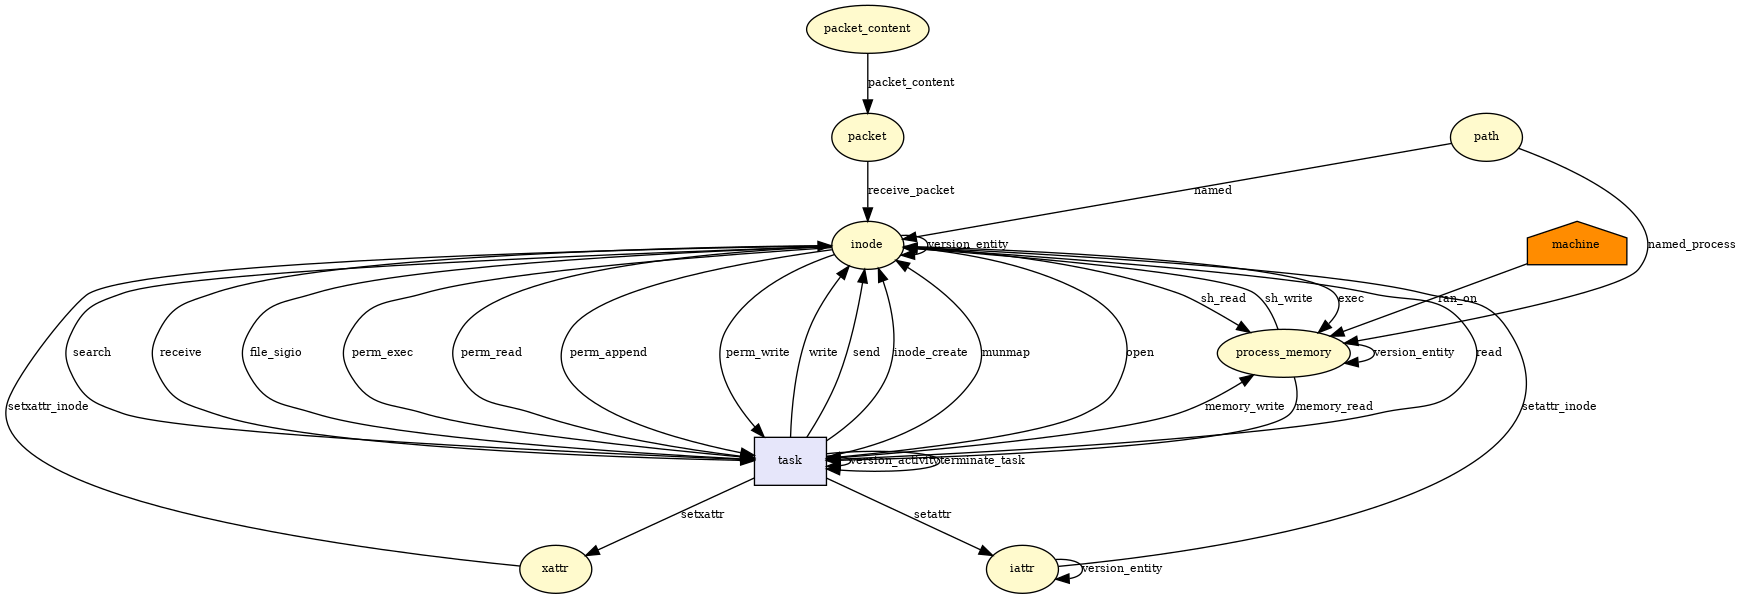 packet_content
packet_content
packet
path
receive_packet
named
inode
version_entity
machine
named_process
search
receive
file_sigio
perm_exec
perm_read
perm_append
perm_write
write
send
inode_create
munmap
open
sh_read
sh_write
exec
ran_on
process_memory
version_entity
read
setxattr_inode
memory_write
memory_read
setattr_inode
task
version_activity
terminate_task
setxattr
setattr
xattr
iattr
version_entity